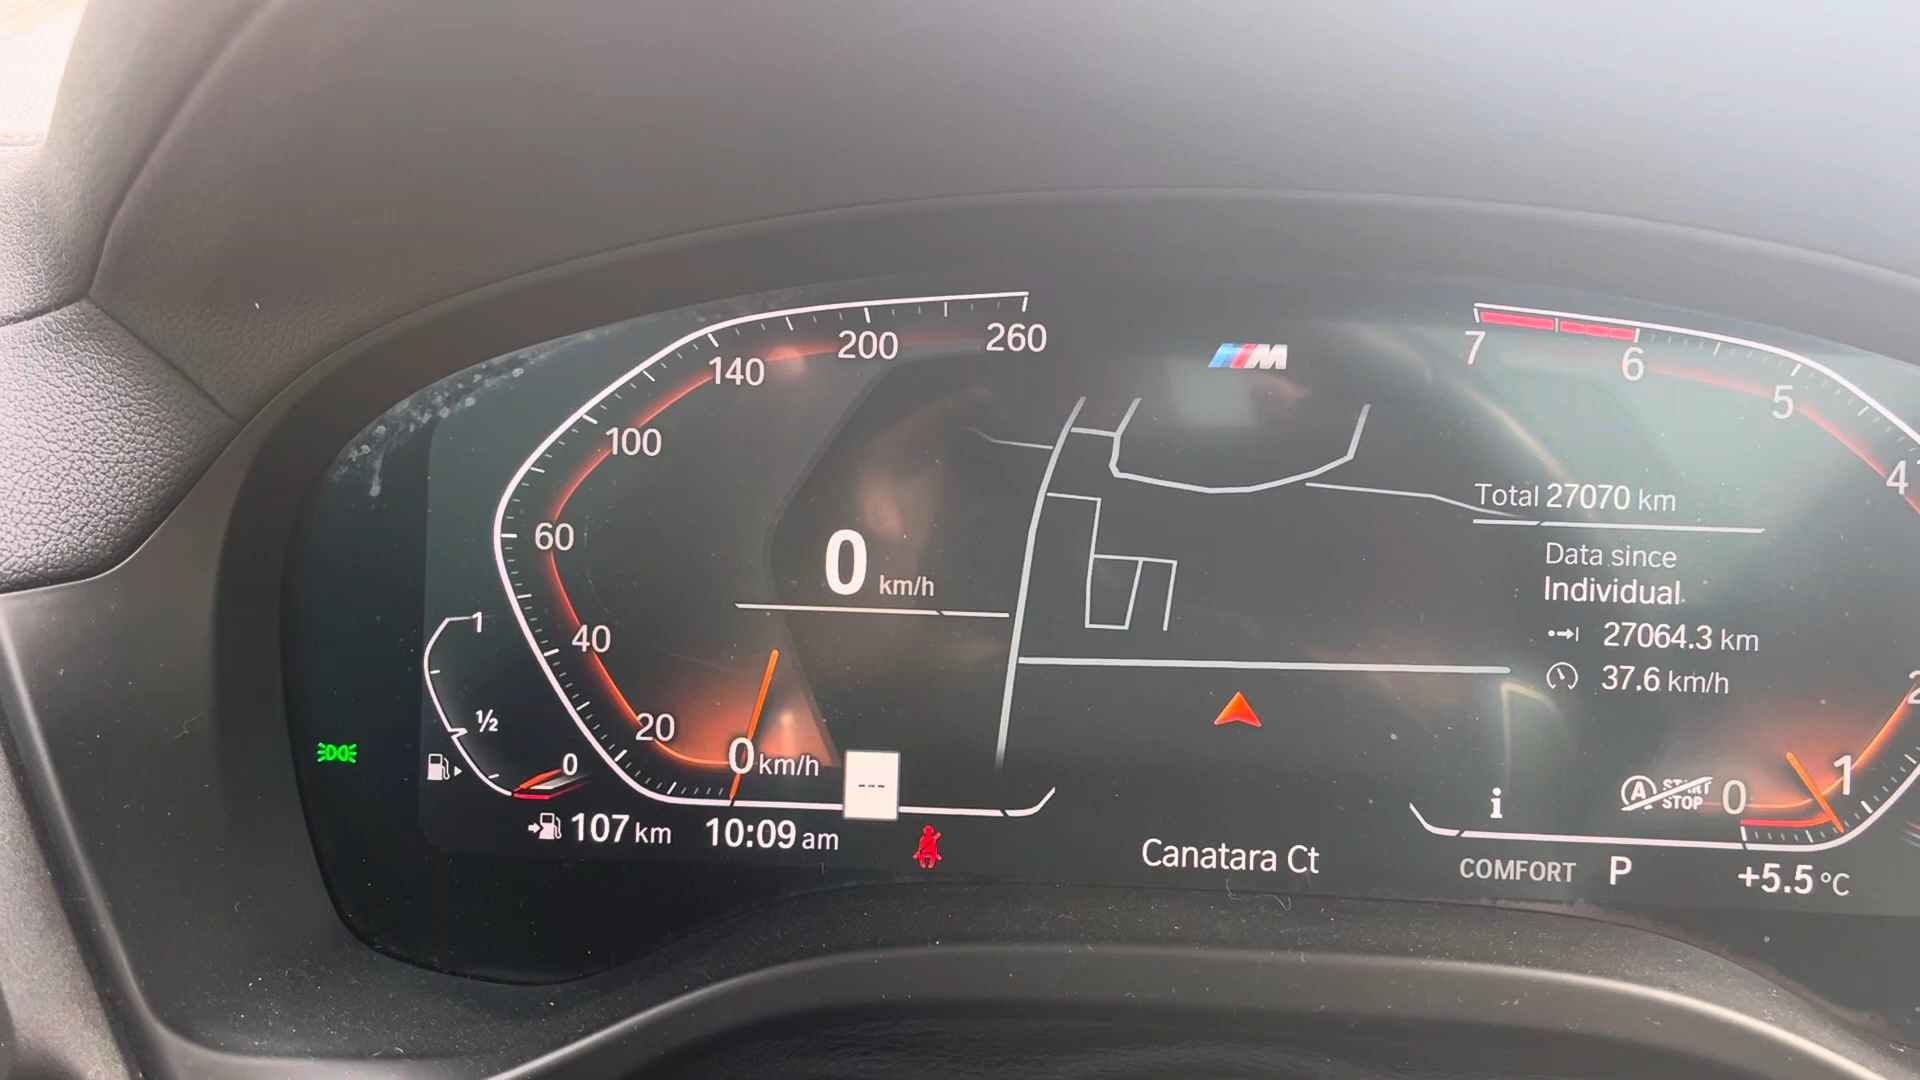 260
200
140
100
60
40
20
0 km/h
0 km/h
1
1/2
0
107 km
10:09 am
---
M
Canatara Ct
7
6
5
4
2
1
0
Total 27070 km
Data since
Individual
27064.3 km
37.6 km/h
i
A START
STOP
COMFORT P
+5.5 °C